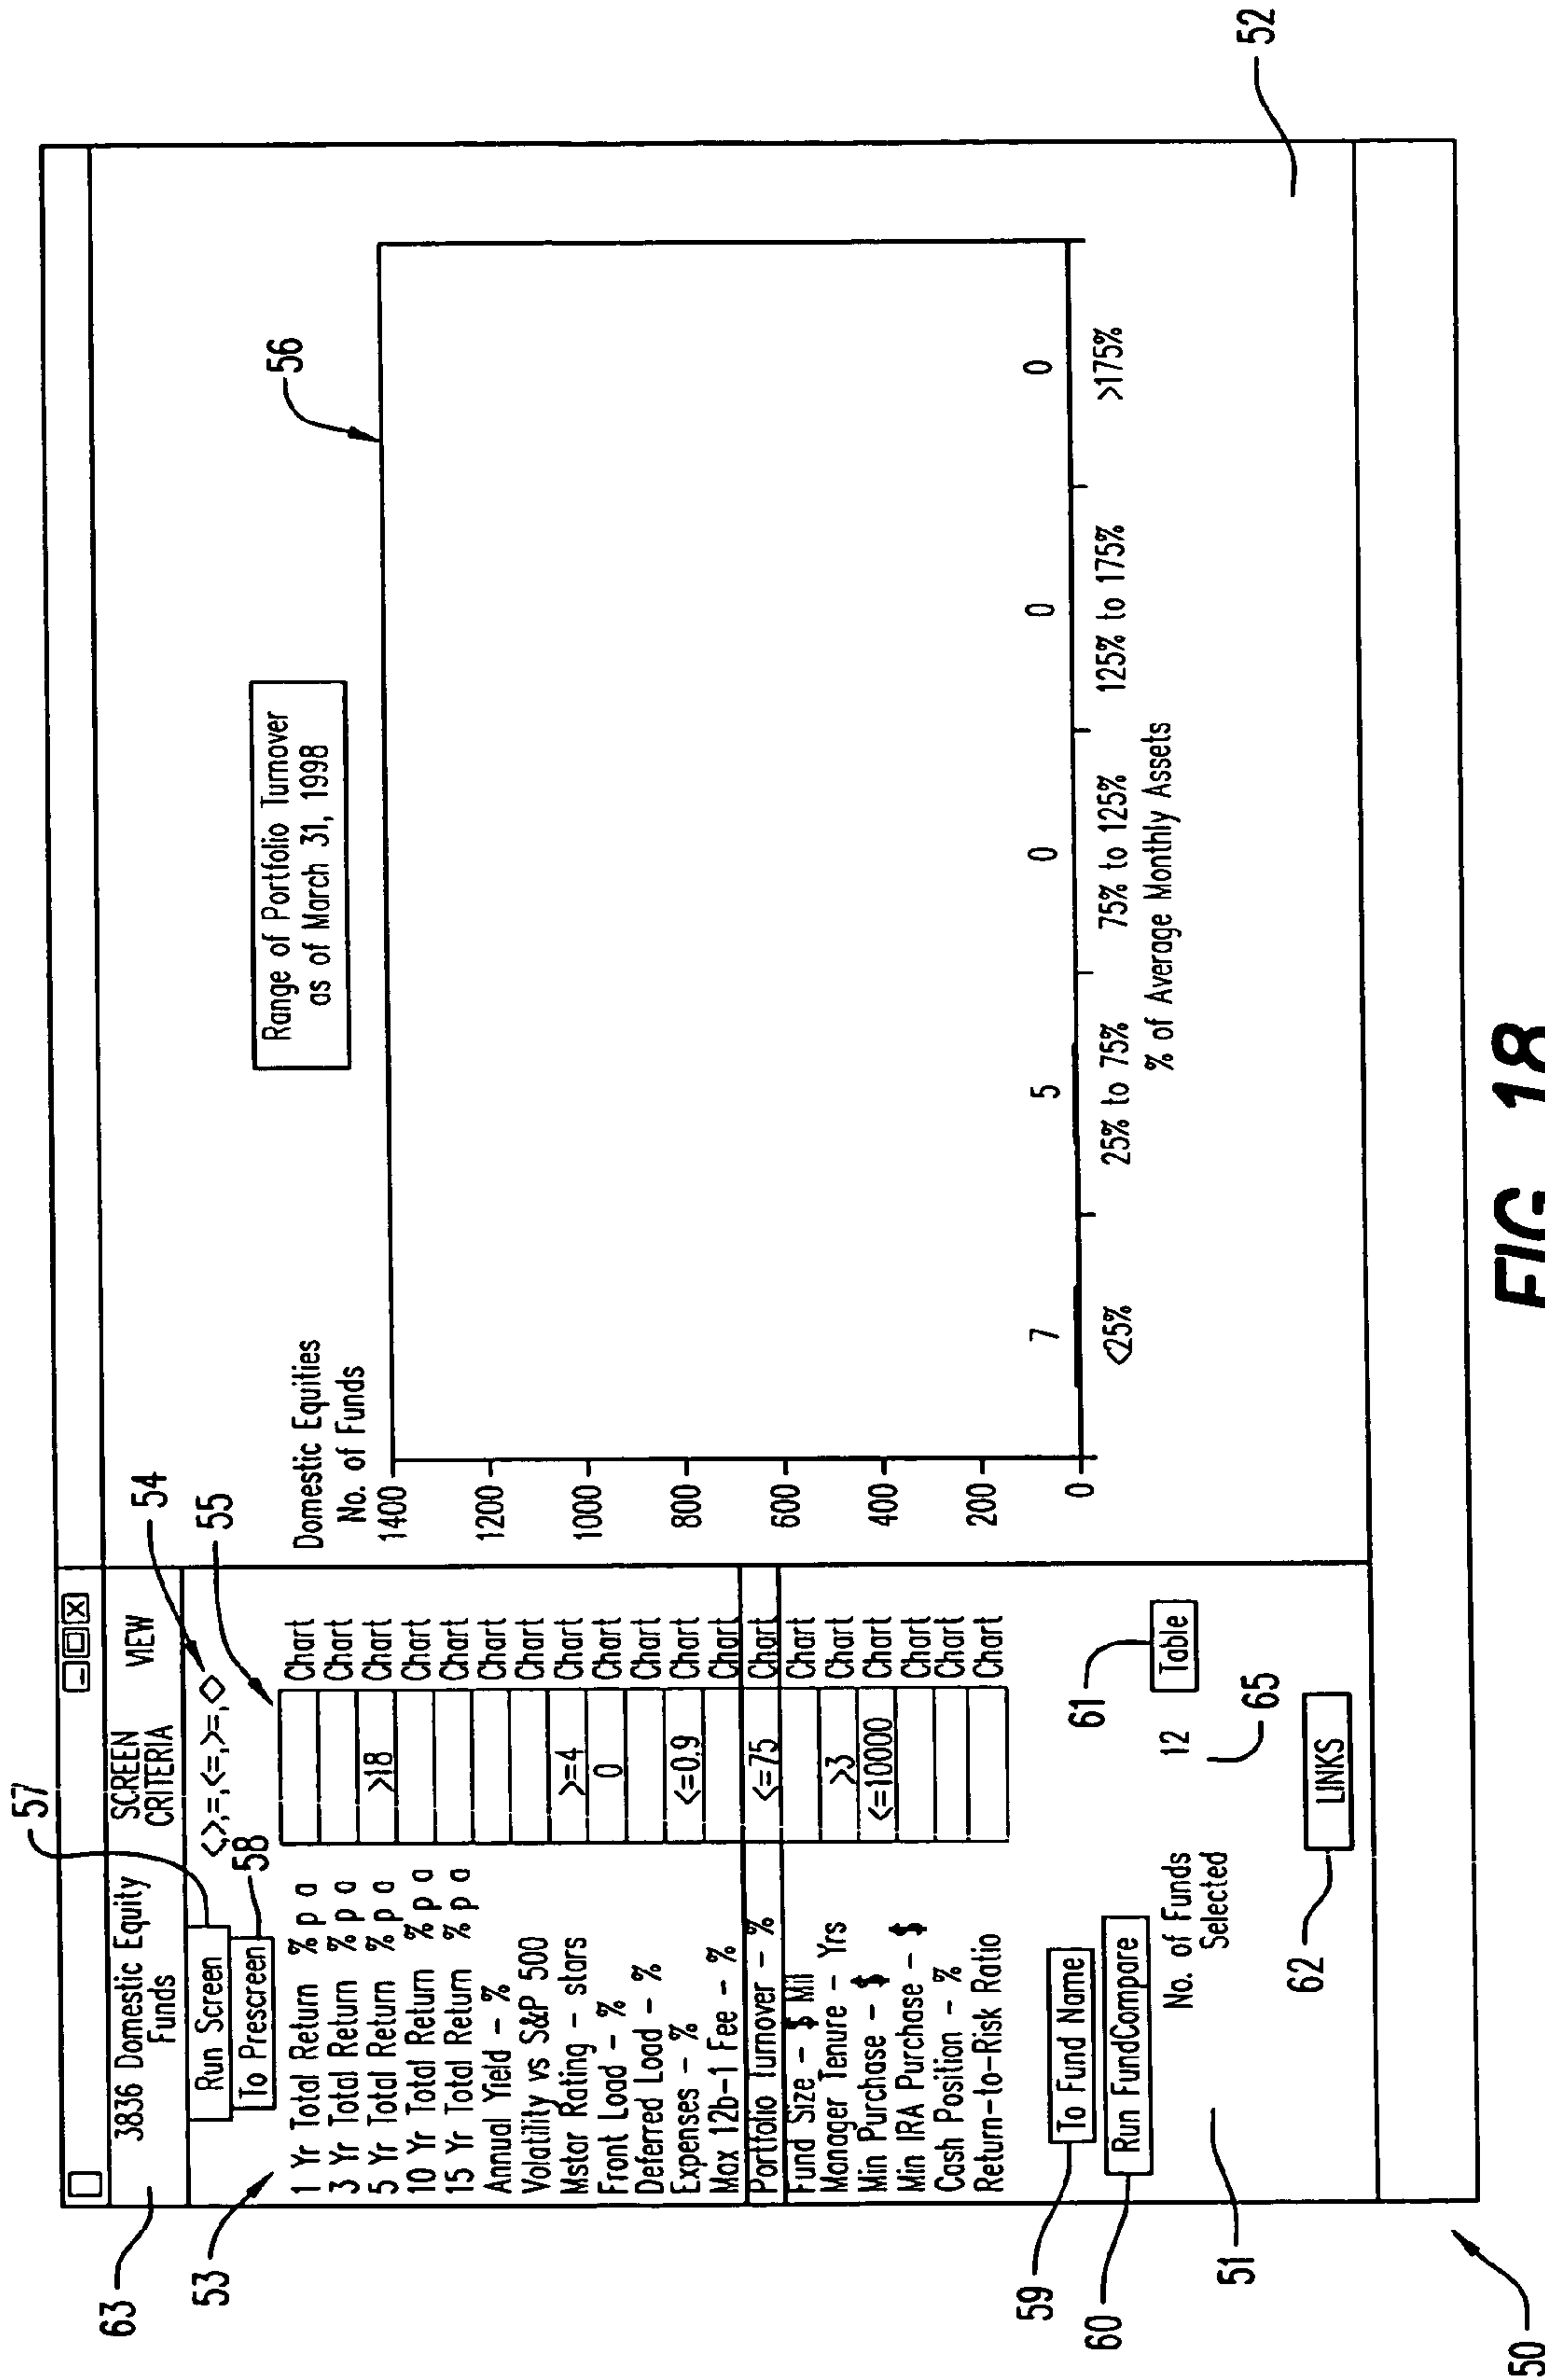 63
57
3836 Domestic Equity
Funds
SCREEN
CRITERIA
VIEW
Run Screen
To Prescreen
58
<,>,=,<=,>=,<>
54
53
55
1 Yr Total Return % p a Chart
3 Yr Total Return % p a Chart
5 Yr Total Return % p a >18 Chart
10 Yr Total Return % p a Chart
15 Yr Total Return % p a Chart
Annual Yield - % Chart
Volatility vs S&P 500 Chart
Mstar Rating - stars >=4 Chart
Front Load - % 0 Chart
Deferred Load - % Chart
Expenses - % <=0.9 Chart
Max 12b-1 Fee - % Chart
Portfolio Turnover - % <=75 Chart
Fund Size - $ Mil Chart
Manager Tenure - Yrs >3 Chart
Min Purchase - $ <=10000 Chart
Min IRA Purchase - $ Chart
Cash Position - % Chart
Return-to-Risk Ratio Chart
59
To Fund Name
60
Run FundCompare
61
Table
No. of Funds
Selected
12
65
51
62
LINKS
50
Range of Portfolio Turnover
as of March 31, 1998
56
Domestic Equities
No. of Funds
1400
1200
1000
800
600
400
200
0
7 5 0 0 0
<25% 25% to 75% 75% to 125% 125% to 175% >175%
% of Average Monthly Assets
52
FIG. 18